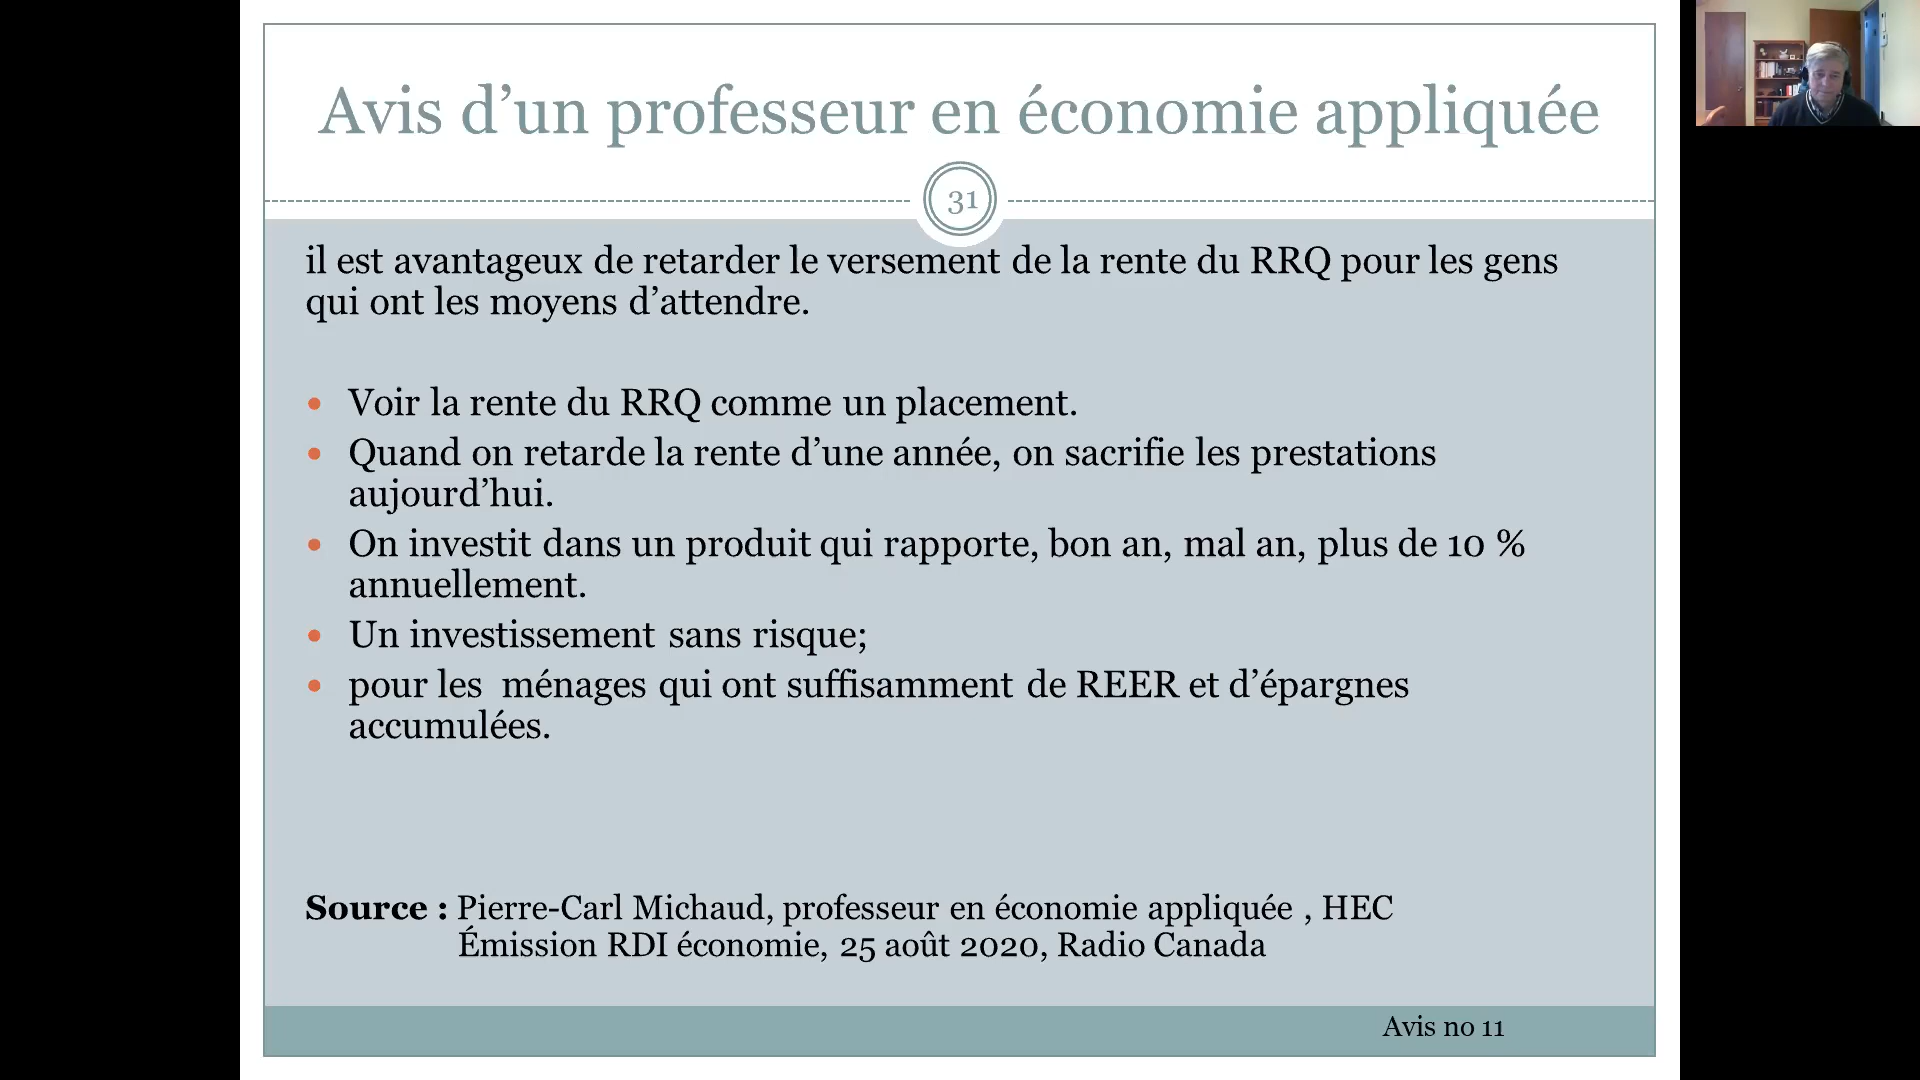 Avis d’un professeur en économie appliquée
31
il est avantageux de retarder le versement de la rente du RRQ pour les gens
qui ont les moyens d’attendre.
• Voir la rente du RRQ comme un placement.
• Quand on retarde la rente d’une année, on sacrifie les prestations
aujourd’hui.
• On investit dans un produit qui rapporte, bon an, mal an, plus de 10 %
annuellement.
• Un investissement sans risque;
• pour les  ménages qui ont suffisamment de REER et d’épargnes
accumulées.
Source : Pierre-Carl Michaud, professeur en économie appliquée , HEC
Émission RDI économie, 25 août 2020, Radio Canada
Avis no 11